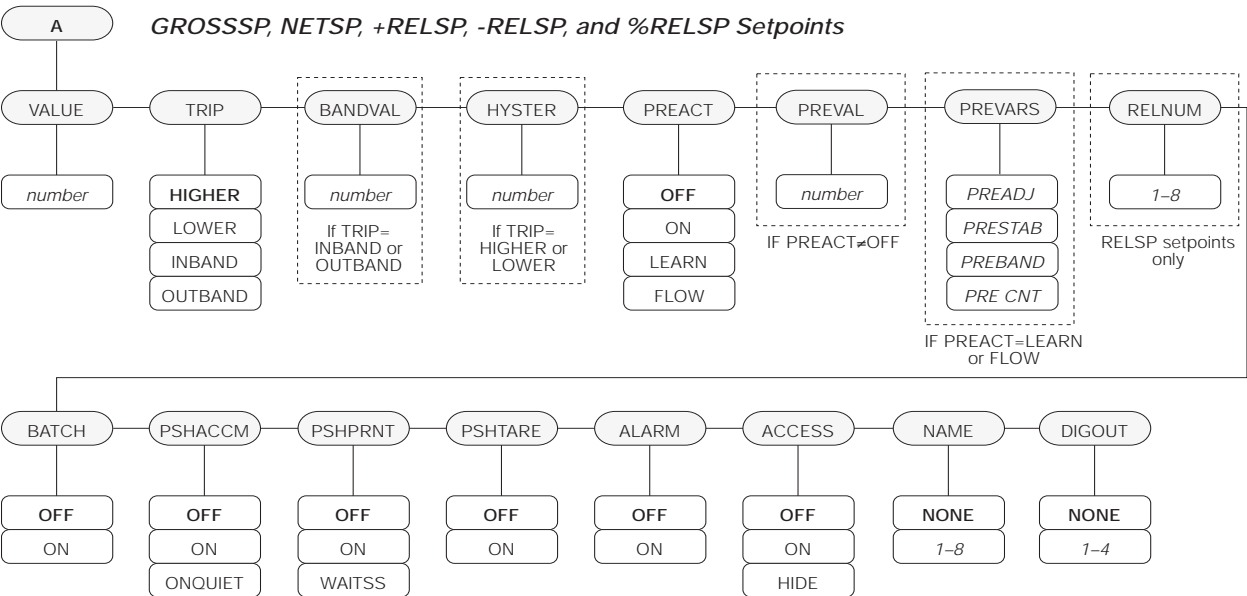 A
GROSSSP, NETSP, +RELSP, -RELSP, and %RELSP Setpoints
VALUE
TRIP
BANDVAL
HYSTER
PREACT
PREVAL
PREVARS
RELNUM
number
HIGHER
LOWER
INBAND
OUTBAND
number
If TRIP=
INBAND or
OUTBAND
number
If TRIP=
HIGHER or
LOWER
OFF
ON
LEARN
FLOW
number
IF PREACT≠OFF
PREADJ
PRESTAB
PREBAND
PRE CNT
IF PREACT=LEARN
or FLOW
1–8
RELSP setpoints
only
BATCH
PSHACCM
PSHPRNT
PSHTARE
ALARM
ACCESS
NAME
DIGOUT
OFF
ON
OFF
ON
ONQUIET
OFF
ON
WAITSS
OFF
ON
OFF
ON
OFF
ON
HIDE
NONE
1–8
NONE
1–4